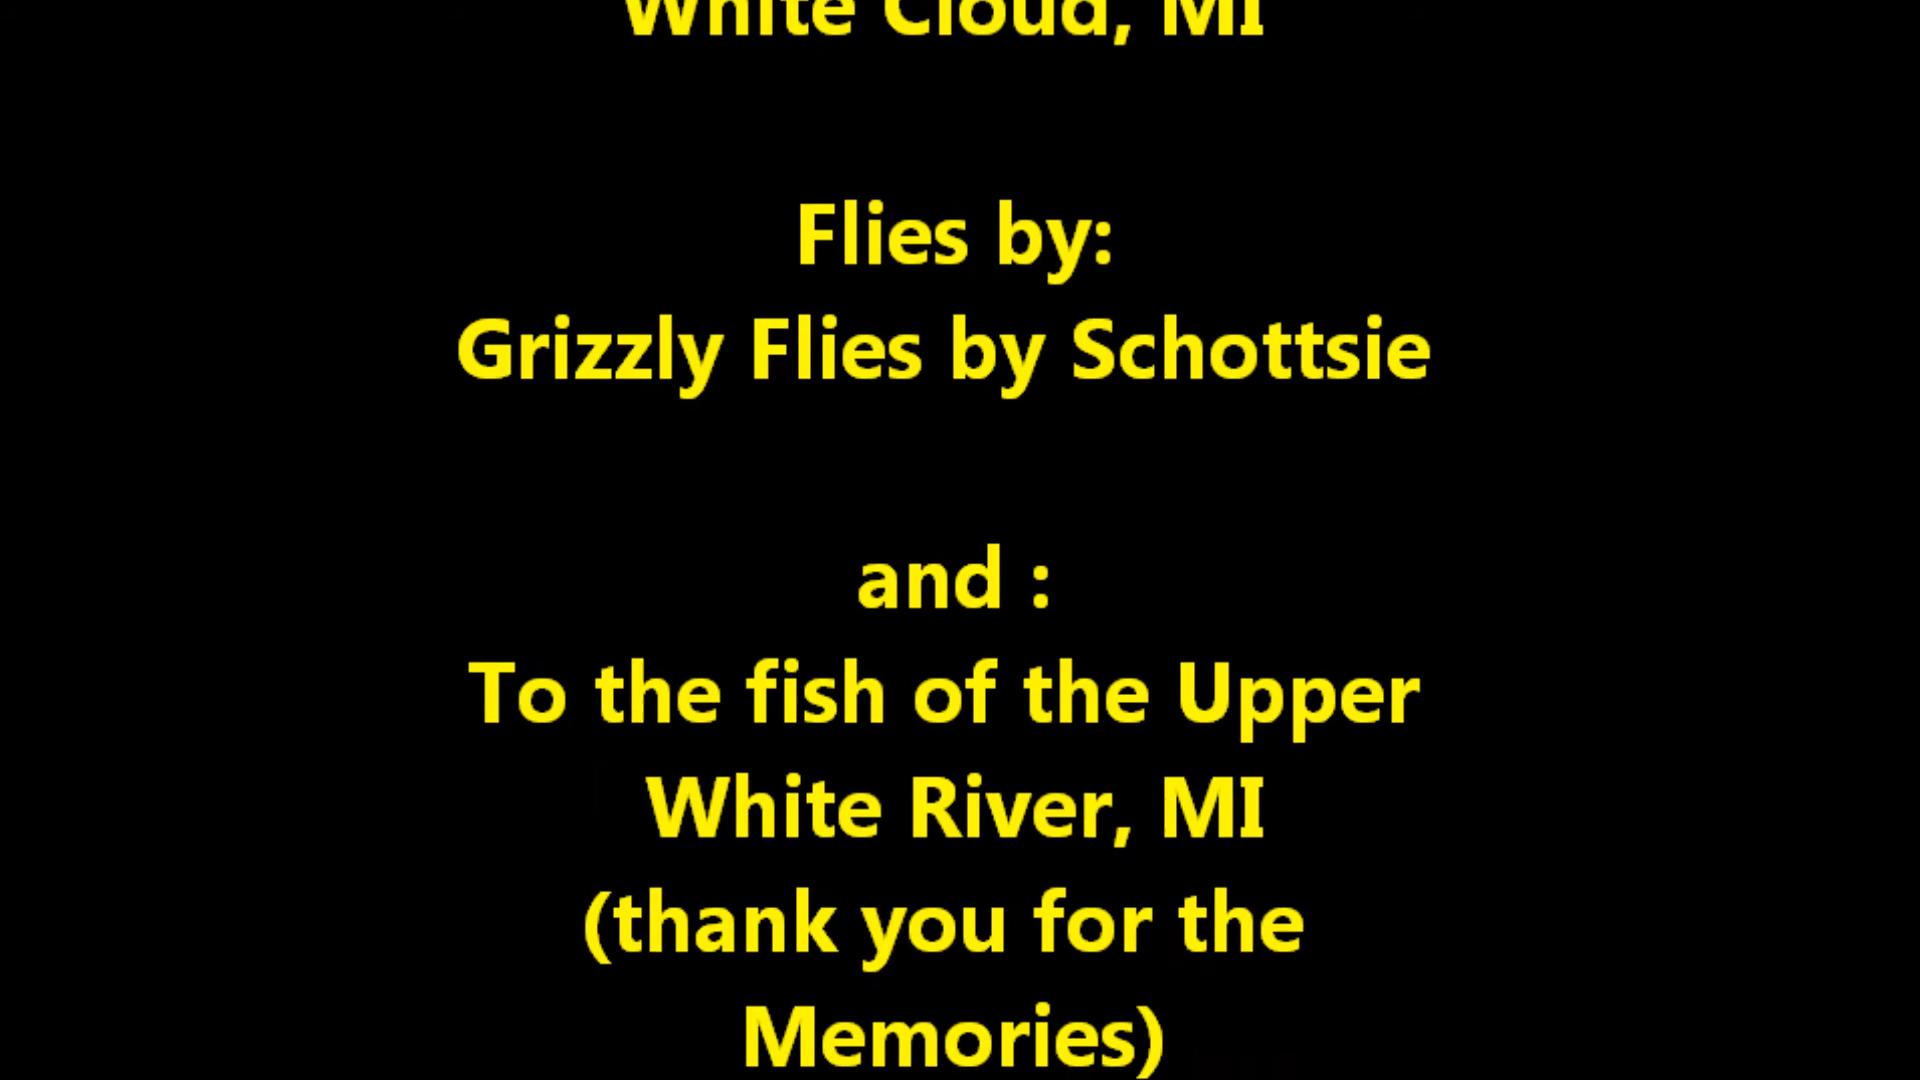 White Cloud, MI
Flies by:
Grizzly Flies by Schottsie
and :
To the fish of the Upper
White River, MI
(thank you for the
Memories)